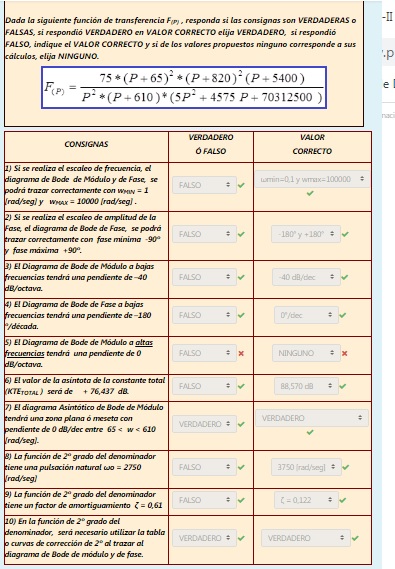 Dada la siguiente función de transferencia F(P) , responda si las consignas son VERDADERAS o
FALSAS, si respondió VERDADERO en VALOR CORRECTO elija VERDADERO, si respondió
FALSO, indique el VALOR CORRECTO y si de los valores propuestos ninguno corresponde a sus
cálculos, elija NINGUNO.
F(P) = 75*(P+65)²*(P+820)²(P+5400) / P²*(P+610)*(5P²+4575 P+70312500 )
CONSIGNAS
VERDADERO
Ó FALSO
VALOR
CORRECTO
1) Si se realiza el escaleo de frecuencia, el
diagrama de Bode de Módulo y de Fase, se
podrá trazar correctamente con wMIN = 1
[rad/seg] y wMAX = 10000 [rad/seg] .
FALSO
ωmin=0,1 y wmax=100000
2) Si se realiza el escaleo de amplitud de la
Fase, el diagrama de Bode de Fase, se podrá
trazar correctamente con fase mínima -90°
y fase máxima +90°.
FALSO
-180° y +180°
3) El Diagrama de Bode de Módulo a bajas
frecuencias tendrá un pendiente de –40
dB/octava.
FALSO
-40 dB/dec
4) El Diagrama de Bode de Fase a bajas
frecuencias tendrá una pendiente de –180
°/década.
FALSO
0°/dec
5) El Diagrama de Bode de Módulo a altas
frecuencias tendrá una pendiente de 0
dB/octava.
FALSO
NINGUNO
6) El valor de la asíntota de la constante total
(KTETOTAL ) será de + 76,437 dB.
FALSO
88,570 dB
7) El diagrama Asintótico de Bode de Módulo
tendrá una zona plana ó meseta con
pendiente de 0 dB/dec entre 65 < w < 610
[rad/seg].
VERDADERO
VERDADERO
8) La función de 2° grado del denominador
tiene una pulsación natural ωo = 2750
[rad/seg]
FALSO
3750 [rad/seg]
9) La función de 2° grado del denominador
tiene un factor de amortiguamiento ζ = 0,61
FALSO
ζ = 0,122
10) En la función de 2° grado del
denominador, será necesario utilizar la tabla
o curvas de corrección de 2° al trazar al
diagrama de Bode de módulo y de fase.
VERDADERO
VERDADERO
-II